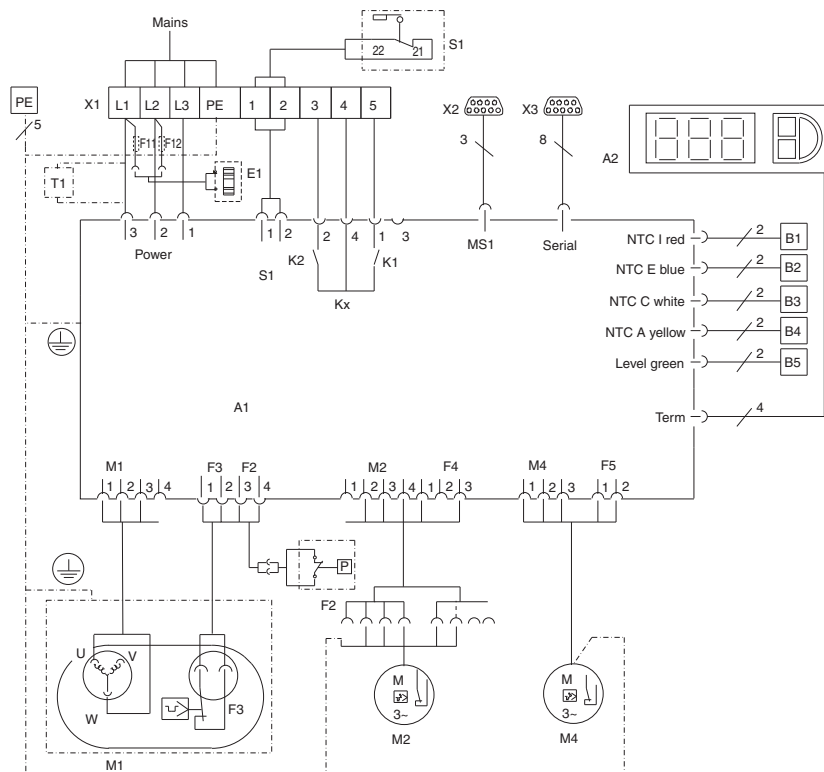 Mains
22 21 S1
PE
X1 L1 L2 L3 PE 1 2 3 4 5
X2 X3
5
F11 F12
3 8
A2
T1
E1
3 2 1
1 2
2 4 1 3
Power
S1
K2 K1
Kx
MS1 Serial
NTC I red 2 B1
NTC E blue 2 B2
NTC C white 2 B3
NTC A yellow 2 B4
Level green 2 B5
A1
Term 4
M1 F3 F2 M2 F4 M4 F5
1 2 3 4 1 2 3 4 1 2 3 4 1 2 3 1 2 3 1 2
P
F2
U V
W
F3
M
3~
M
3~
M1
M2
M4